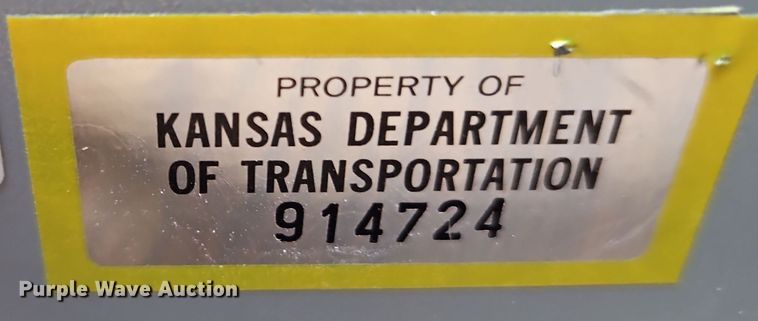 PROPERTY OF
KANSAS DEPARTMENT
OF TRANSPORTATION
914724
Purple Wave Auction